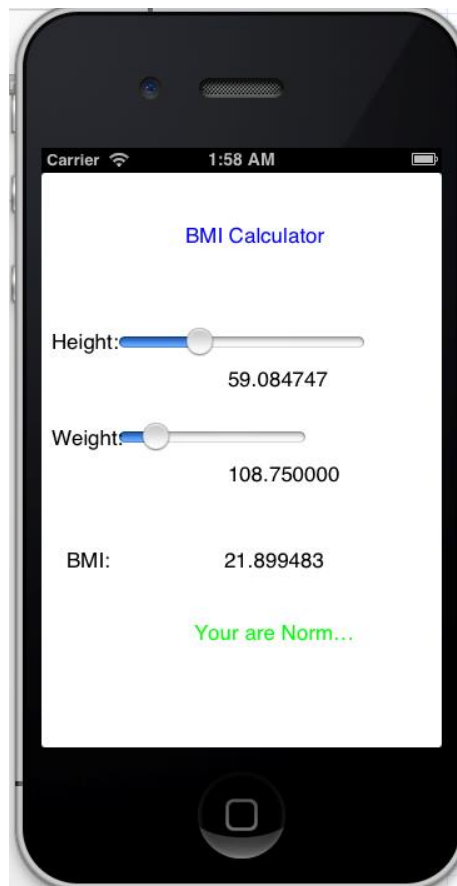 Carrier 1:58 AM
BMI Calculator
Height:
59.084747
Weight:
108.750000
BMI: 21.899483
Your are Norm...